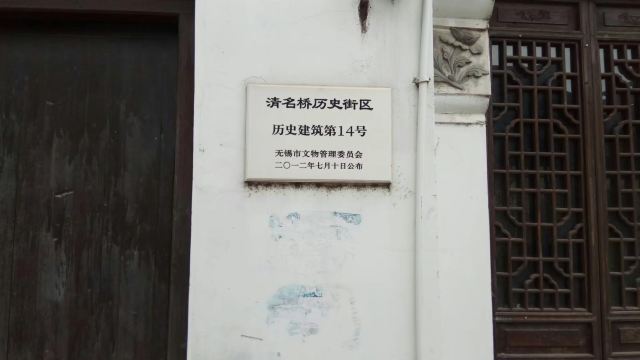 清名桥历史街区
历史建筑第14号
无锡市文物管理委员会
二〇一二年七月十日公布